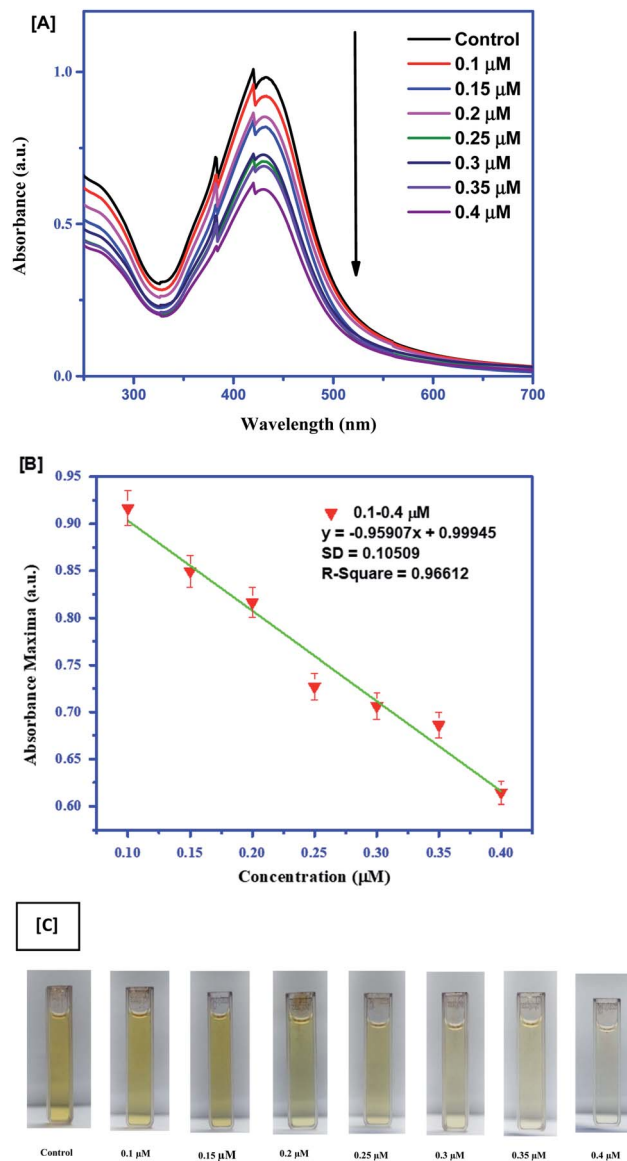 [A]
Control
0.1 μM
0.15 μM
0.2 μM
0.25 μM
0.3 μM
0.35 μM
0.4 μM
Absorbance (a.u.)
1.0
0.5
0.0
300 400 500 600 700
Wavelength (nm)
[B]
0.1-0.4 μM
y = -0.95907x + 0.99945
SD = 0.10509
R-Square = 0.96612
Absorbance Maxima (a.u.)
0.95
0.90
0.85
0.80
0.75
0.70
0.65
0.60
0.10 0.15 0.20 0.25 0.30 0.35 0.40
Concentration (μM)
[C]
Control 0.1 μM 0.15 μM 0.2 μM 0.25 μM 0.3 μM 0.35 μM 0.4 μM